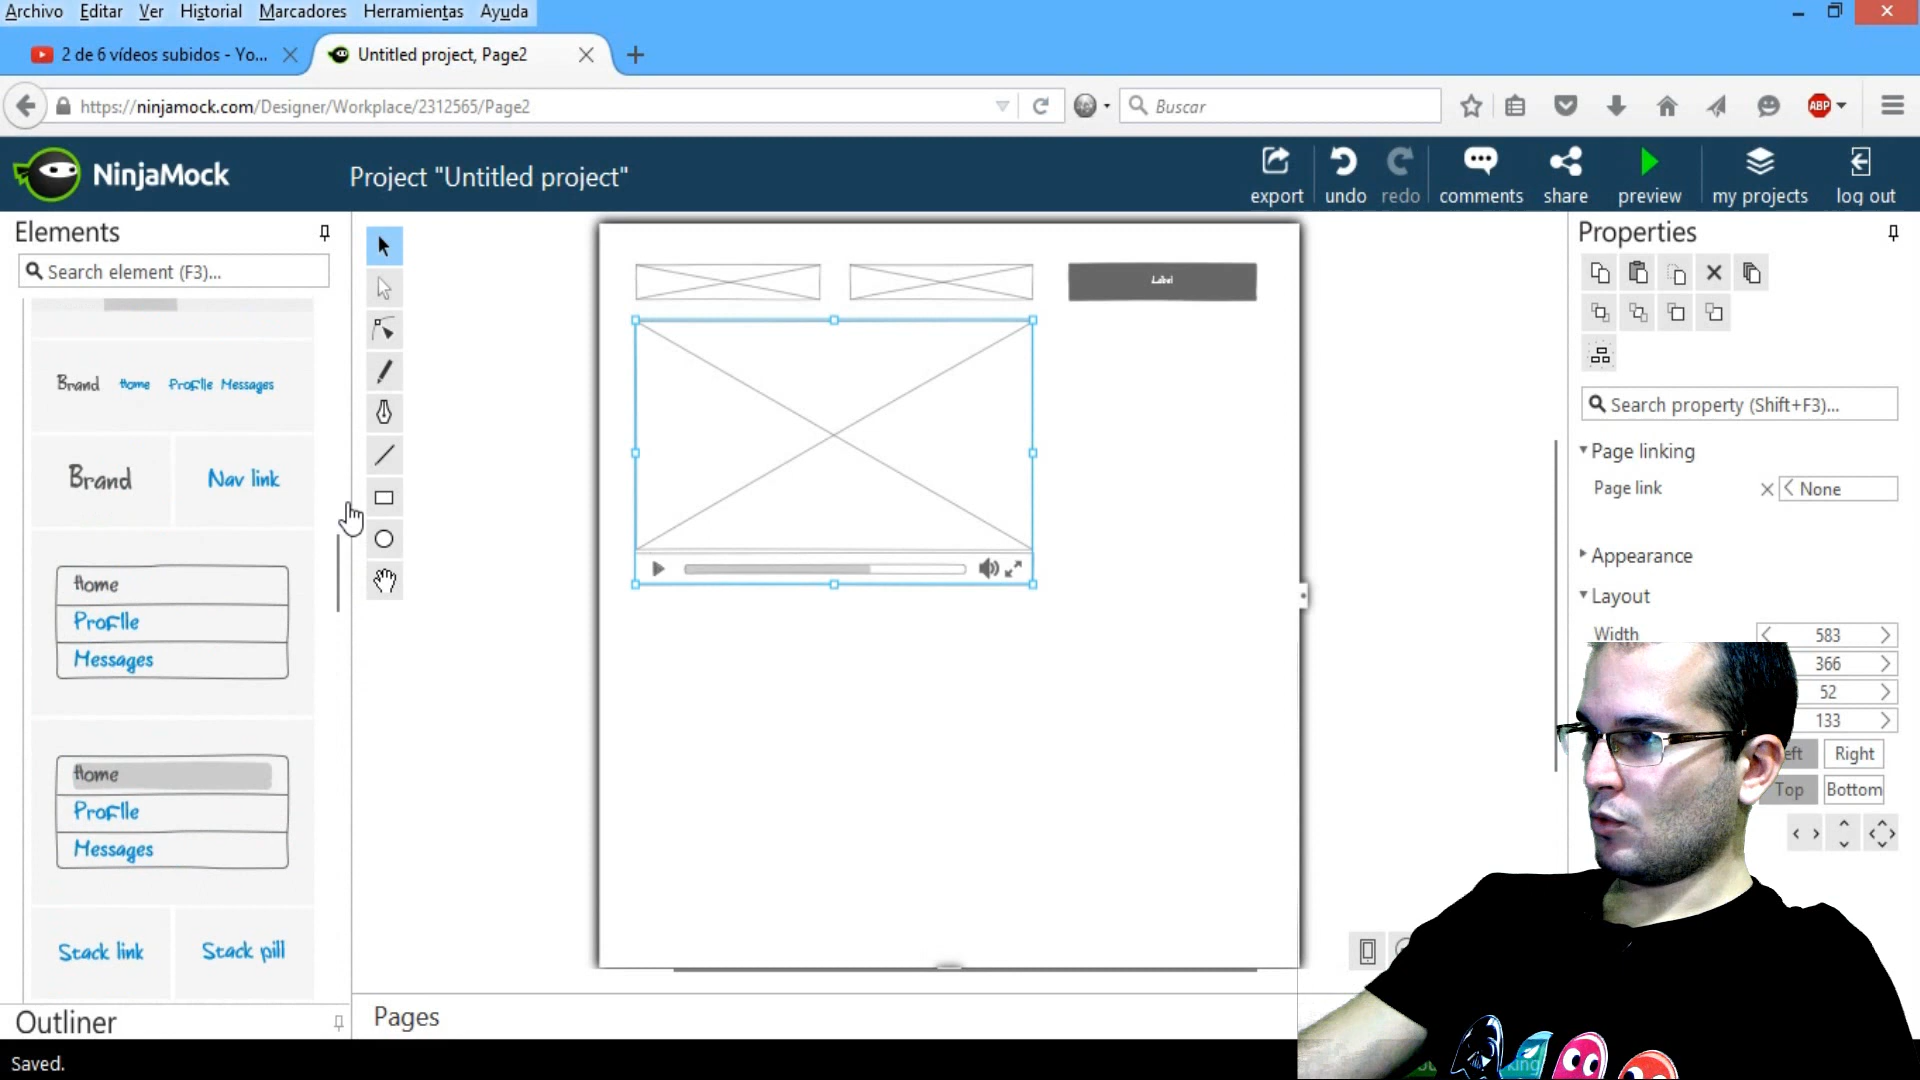 Archivo Editar Ver Historial Marcadores Herramientas Ayuda
2 de 6 vídeos subidos - Yo... Untitled project, Page2
https://ninjamock.com/Designer/Workplace/2312565/Page2 Buscar ABP
NinjaMock Project "Untitled project" export undo redo comments share preview my projects log out
Elements
Search element (F3)...
Brand Home Profile Messages
Brand Nav link
Home
Profile
Messages
Home
Profile
Messages
Stack link Stack pill
Outliner
Saved.
Label
Pages
Properties
Search property (Shift+F3)...
Page linking
Page link None
Appearance
Layout
Width 583
366
52
133
Right
Top Bottom